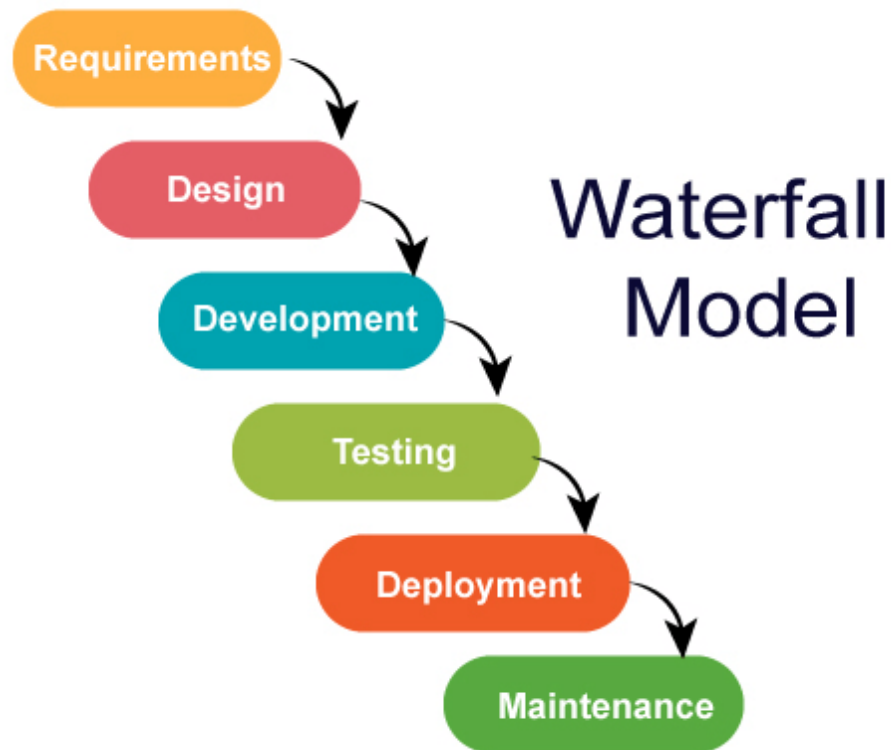 Requirements
Design
Waterfall
Model
Development
Testing
Deployment
Maintenance